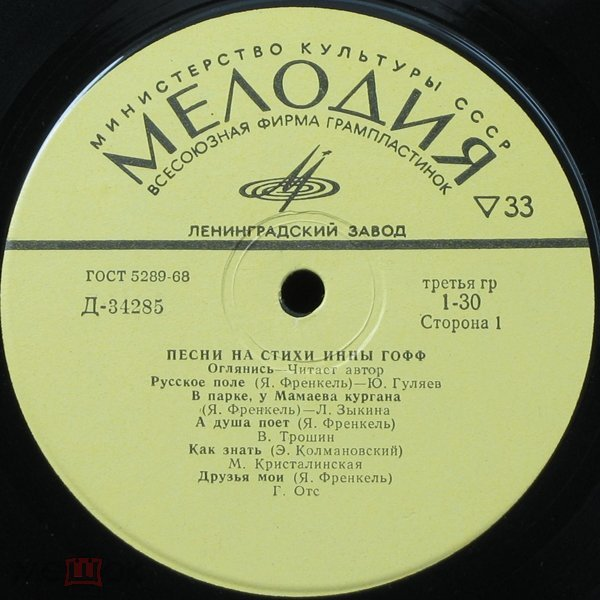 МИНИСТЕРСТВО КУЛЬТУРЫ СССР
МЕЛОДИЯ
ВСЕСОЮЗНАЯ ФИРМА ГРАМПЛАСТИНОК
33
ЛЕНИНГРАДСКИЙ ЗАВОД
ГОСТ 5289-68
Д-34285
третья гр
1-30
Сторона 1
ПЕСНИ НА СТИХИ ИННЫ ГОФФ
Оглянись—Читает автор
Русское поле (Я. Френкель)—Ю. Гуляев
В парке, у Мамаева кургана
(Я. Френкель)—Л. Зыкина
А душа поет (Я. Френкель)
В. Трошин
Как знать (Э. Колмановский)
М. Кристалинская
Друзья мои (Я. Френкель)
Г. Отс